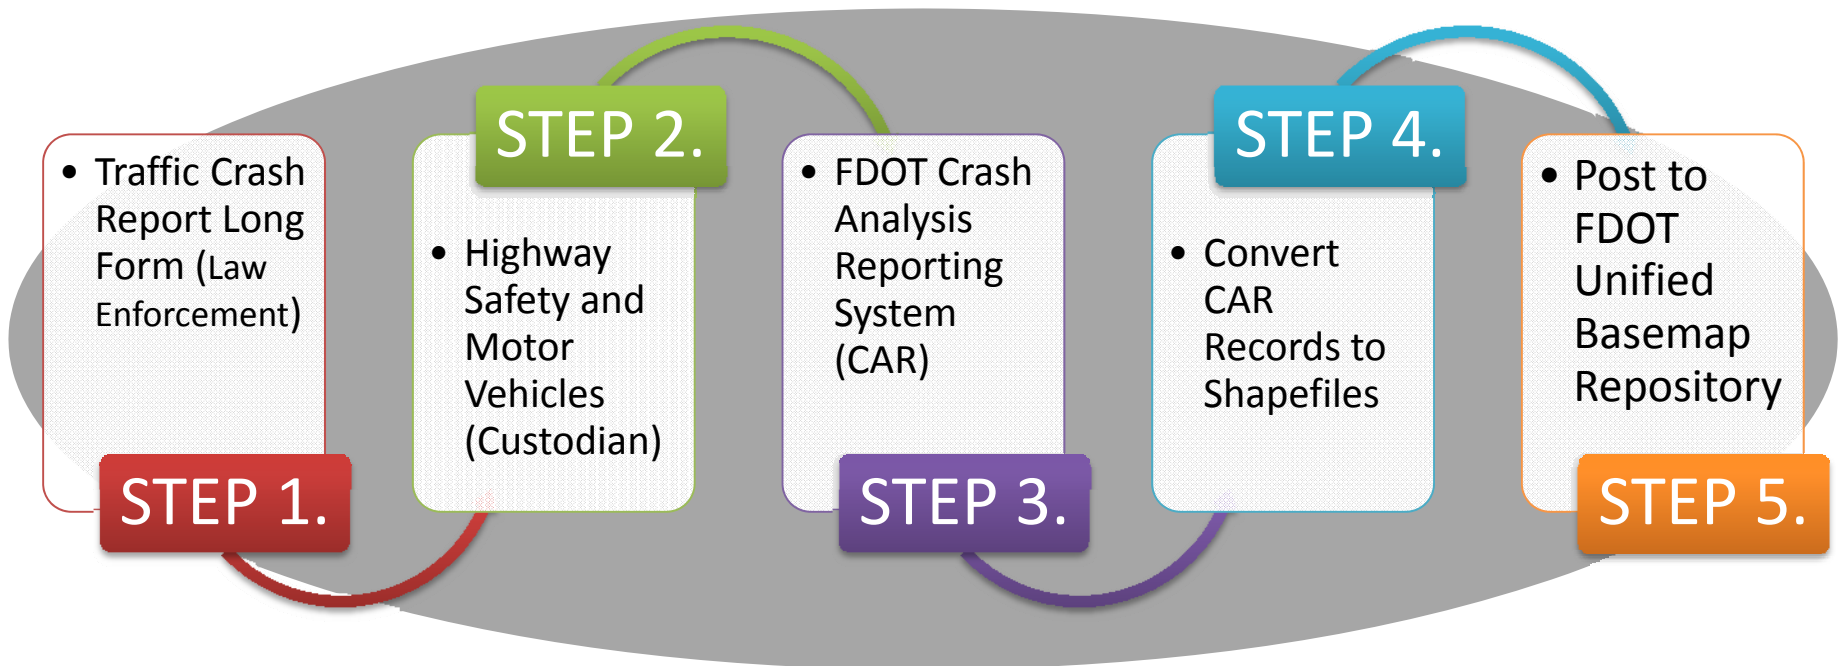 • Traffic Crash
Report Long
Form (Law
Enforcement)
STEP 1.
STEP 2.
• Highway
Safety and
Motor
Vehicles
(Custodian)
• FDOT Crash
Analysis
Reporting
System
(CAR)
STEP 3.
STEP 4.
• Convert
CAR
Records to
Shapefiles
• Post to
FDOT
Unified
Basemap
Repository
STEP 5.